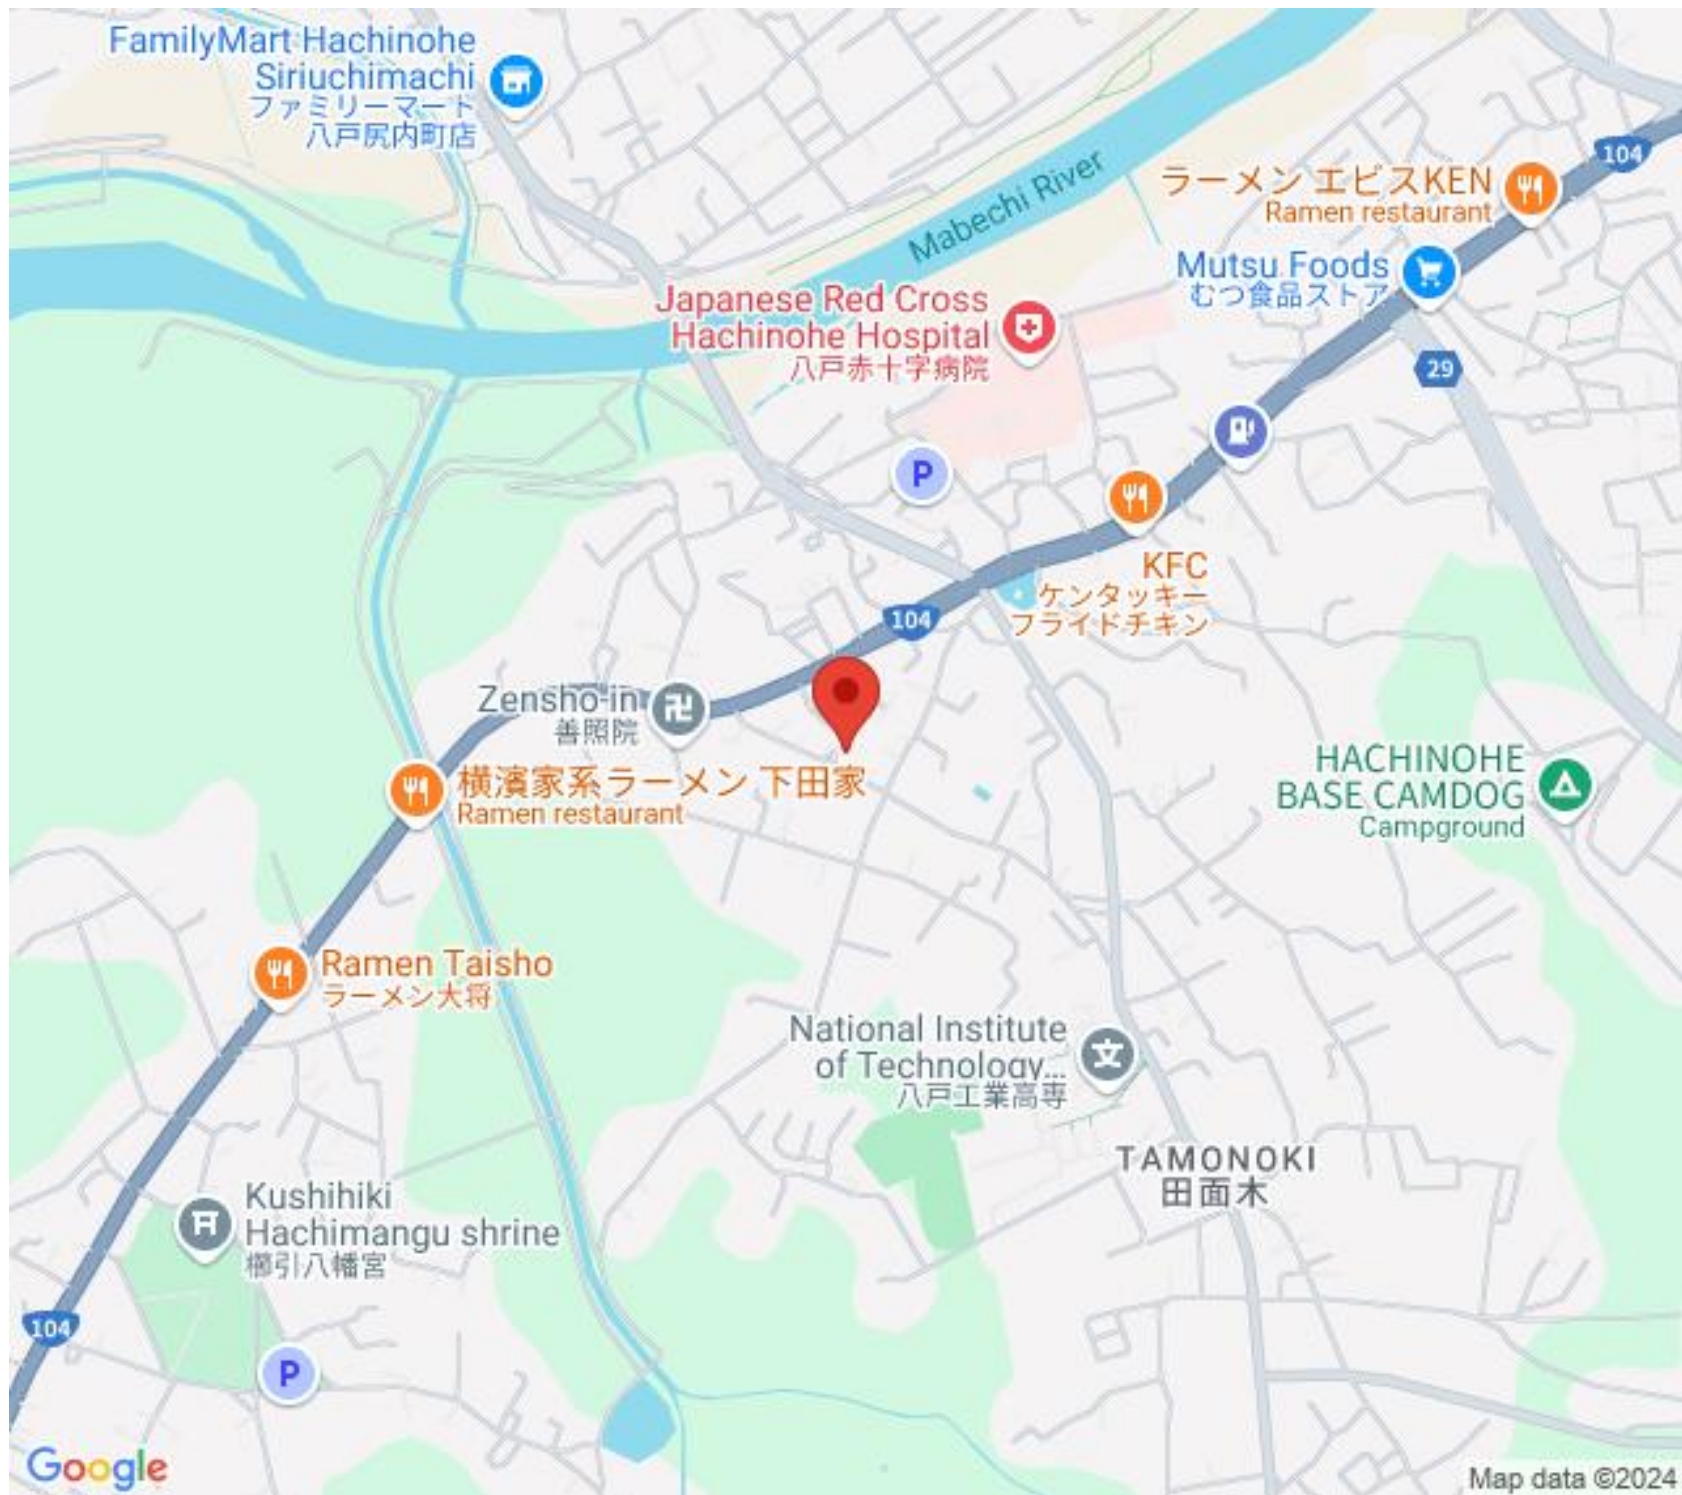 FamilyMart Hachinohe
Siriuchimachi
ファミリーマート
八戸尻内町店
104
ラーメン エビスKEN
Ramen restaurant
Mabechi River
Mutsu Foods
むつ食品ストア
Japanese Red Cross
Hachinohe Hospital
八戸赤十字病院
29
P
KFC
ケンタッキー
フライドチキン
104
Zensho-in
善照院
卍
横濱家系ラーメン 下田家
Ramen restaurant
HACHINOHE
BASE CAMDOG
Campground
Ramen Taisho
ラーメン大将
National Institute
of Technology...
八戸工業高専
文
TAMONOKI
田面木
Kushihiki
Hachimangu shrine
櫛引八幡宮
104
P
Google
Map data ©2024